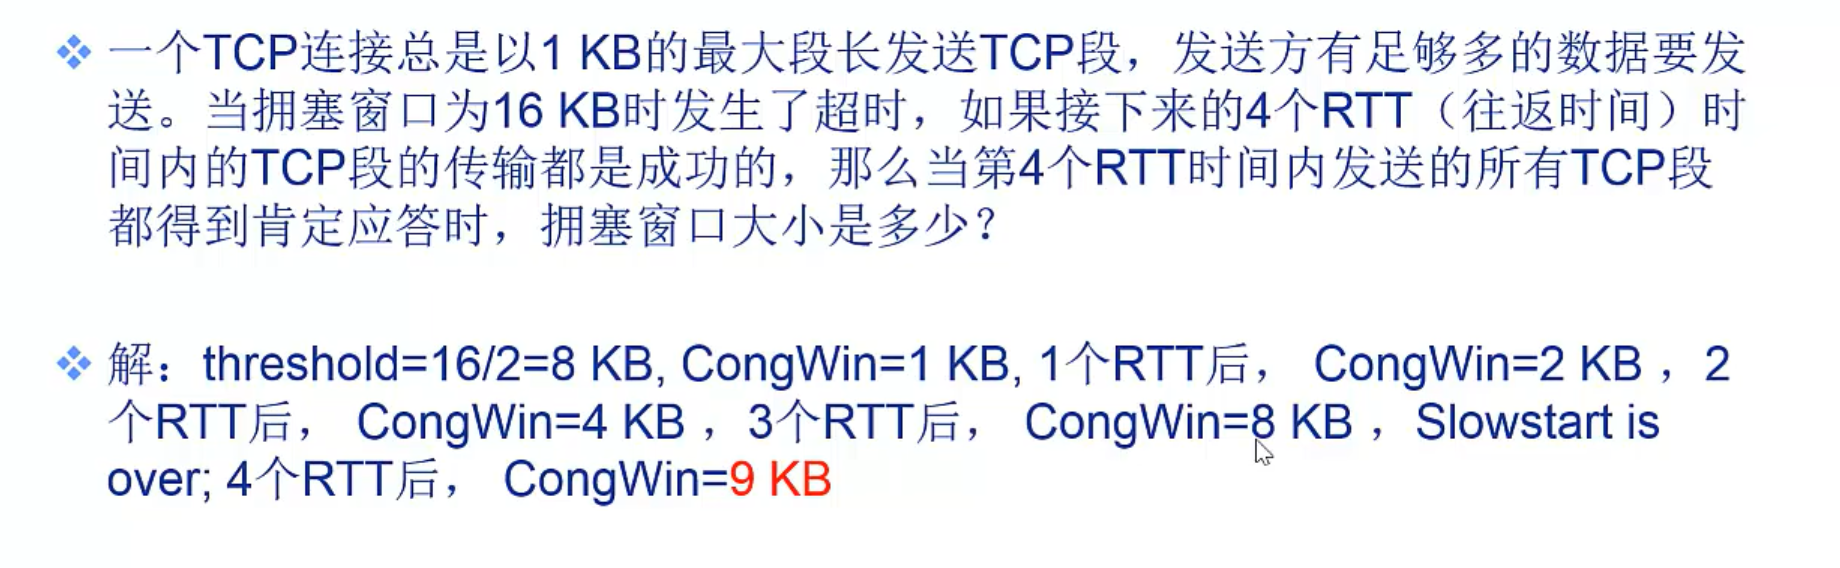 一个TCP连接总是以1 KB的最大段长发送TCP段，发送方有足够多的数据要发
送。当拥塞窗口为16 KB时发生了超时，如果接下来的4个RTT（往返时间）时
间内的TCP段的传输都是成功的，那么当第4个RTT时间内发送的所有TCP段
都得到肯定应答时，拥塞窗口大小是多少？
解：threshold=16/2=8 KB, CongWin=1 KB, 1个RTT后， CongWin=2 KB ，2
个RTT后， CongWin=4 KB ，3个RTT后， CongWin=8 KB ，Slowstart is
over; 4个RTT后， CongWin=9 KB